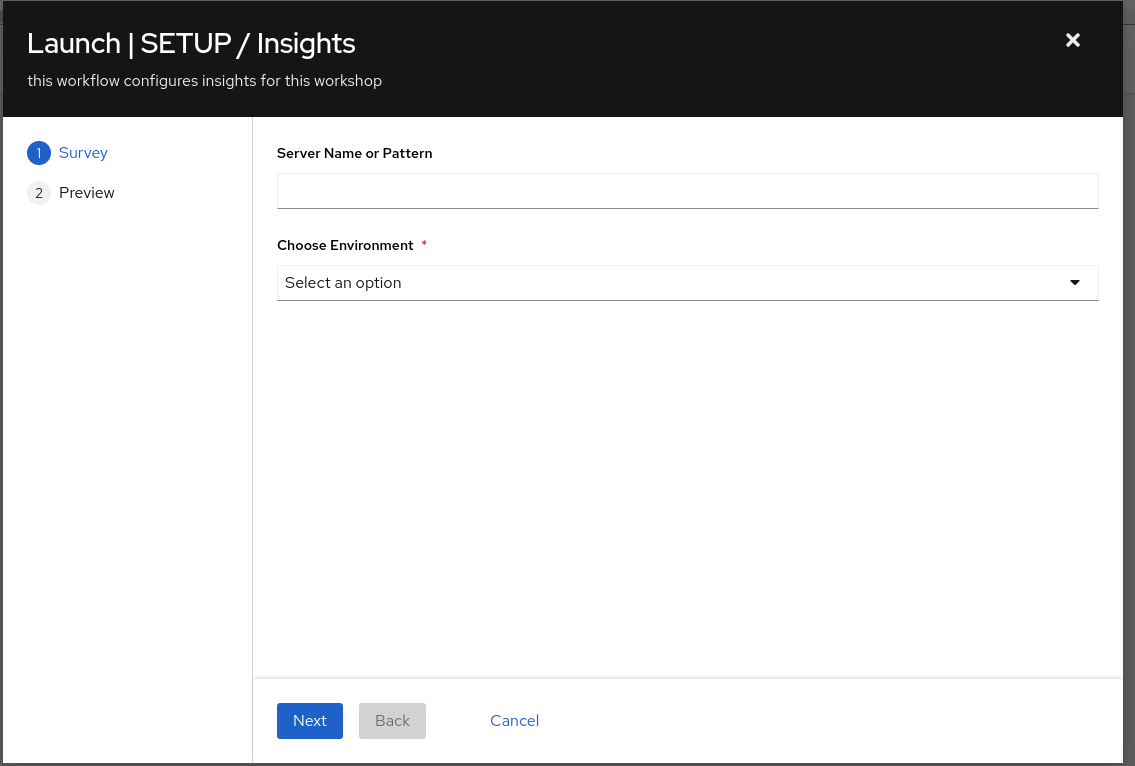 Launch | SETUP / Insights
this workflow configures insights for this workshop
1 Survey
2 Preview
Server Name or Pattern
Choose Environment *
Select an option
Next Back Cancel